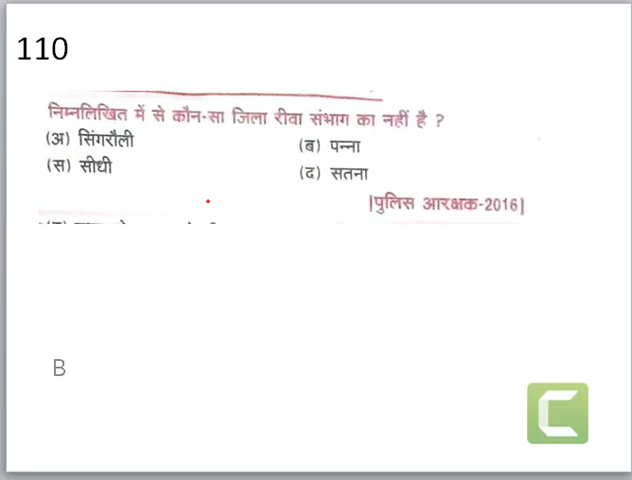 110
निम्नलिखित में से कौन-सा जिला रीवा संभाग का नहीं है ?
(अ) सिंगरौली (ब) पन्ना
(स) सीधी (द) सतना
[पुलिस आरक्षक-2016]
B